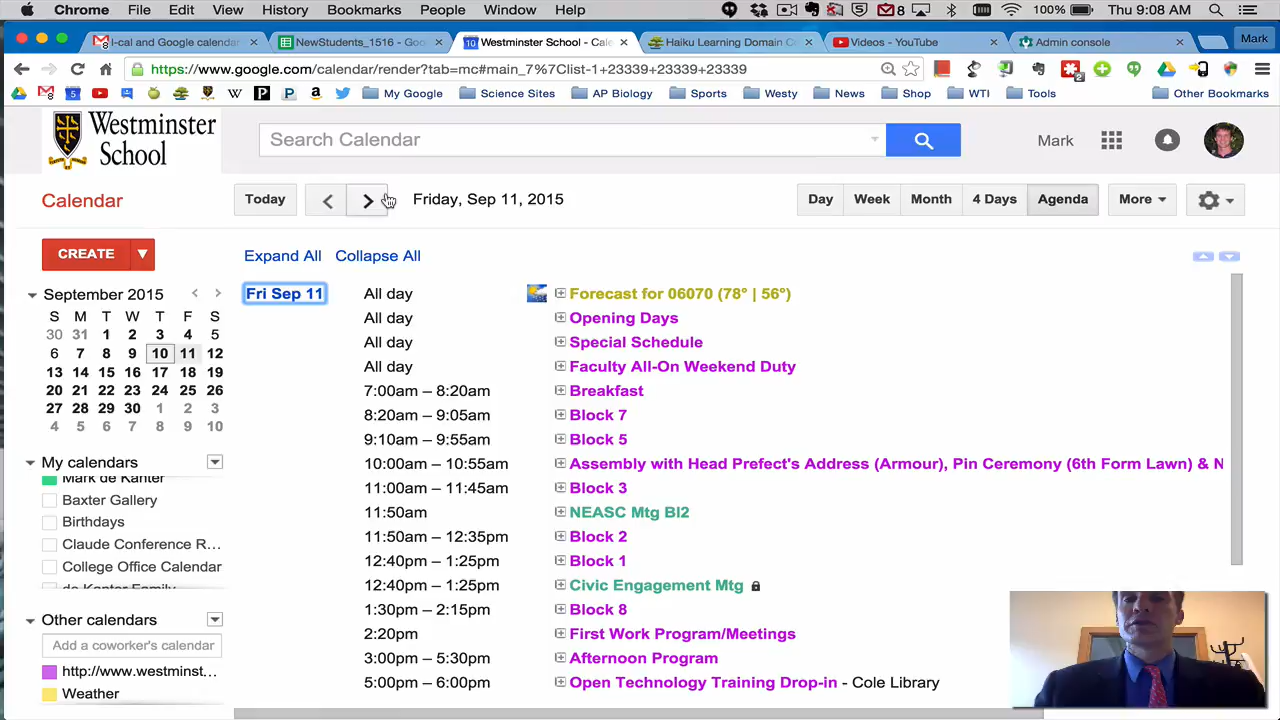 Chrome File Edit View History Bookmarks People Window Help 8 100% Thu 9:08 AM
I-cal and Google calendar NewStudents_1516 - Goo Westminster School - Cale Haiku Learning Domain C Videos - YouTube Admin console Mark
https://www.google.com/calendar/render?tab=mc#main_7%7Clist-1+23339+23339+23339
My Google Science Sites AP Biology Sports Westy News Shop WTI Tools Other Bookmarks
Westminster
School
Search Calendar
Mark
Calendar
Today
Friday, Sep 11, 2015
Day Week Month 4 Days Agenda More
CREATE
Expand All Collapse All
September 2015
S M T W T F S
30 31 1 2 3 4 5
6 7 8 9 10 11 12
13 14 15 16 17 18 19
20 21 22 23 24 25 26
27 28 29 30 1 2 3
4 5 6 7 8 9 10
My calendars
Mark de Kanter
Baxter Gallery
Birthdays
Claude Conference R...
College Office Calendar
de Kanter Family
Other calendars
Add a coworker's calendar
http://www.westminst...
Weather
Fri Sep 11 All day Forecast for 06070 (78° | 56°)
All day Opening Days
All day Special Schedule
All day Faculty All-On Weekend Duty
7:00am – 8:20am Breakfast
8:20am – 9:05am Block 7
9:10am – 9:55am Block 5
10:00am – 10:55am Assembly with Head Prefect's Address (Armour), Pin Ceremony (6th Form Lawn) & N
11:00am – 11:45am Block 3
11:50am NEASC Mtg Bl2
11:50am – 12:35pm Block 2
12:40pm – 1:25pm Block 1
12:40pm – 1:25pm Civic Engagement Mtg
1:30pm – 2:15pm Block 8
2:20pm First Work Program/Meetings
3:00pm – 5:30pm Afternoon Program
5:00pm – 6:00pm Open Technology Training Drop-in - Cole Library